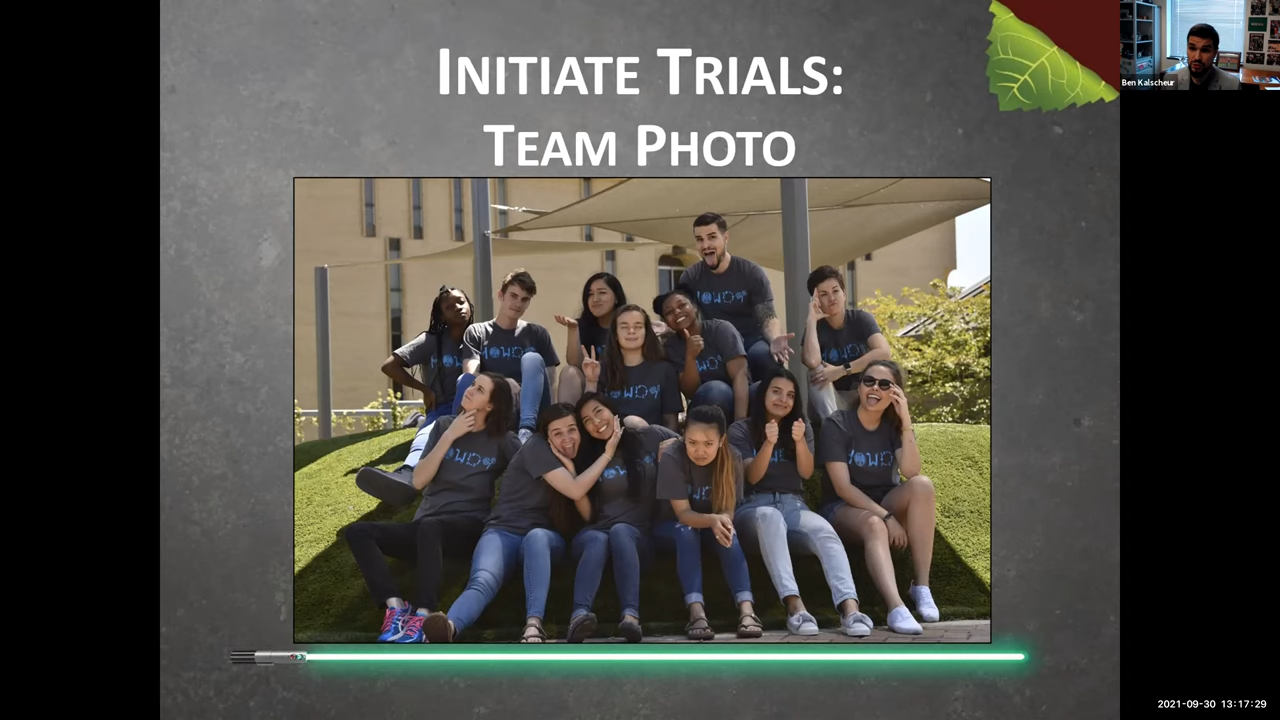 INITIATE TRIALS:
TEAM PHOTO
Ben Kalscheur
2021-09-30 13:17:29